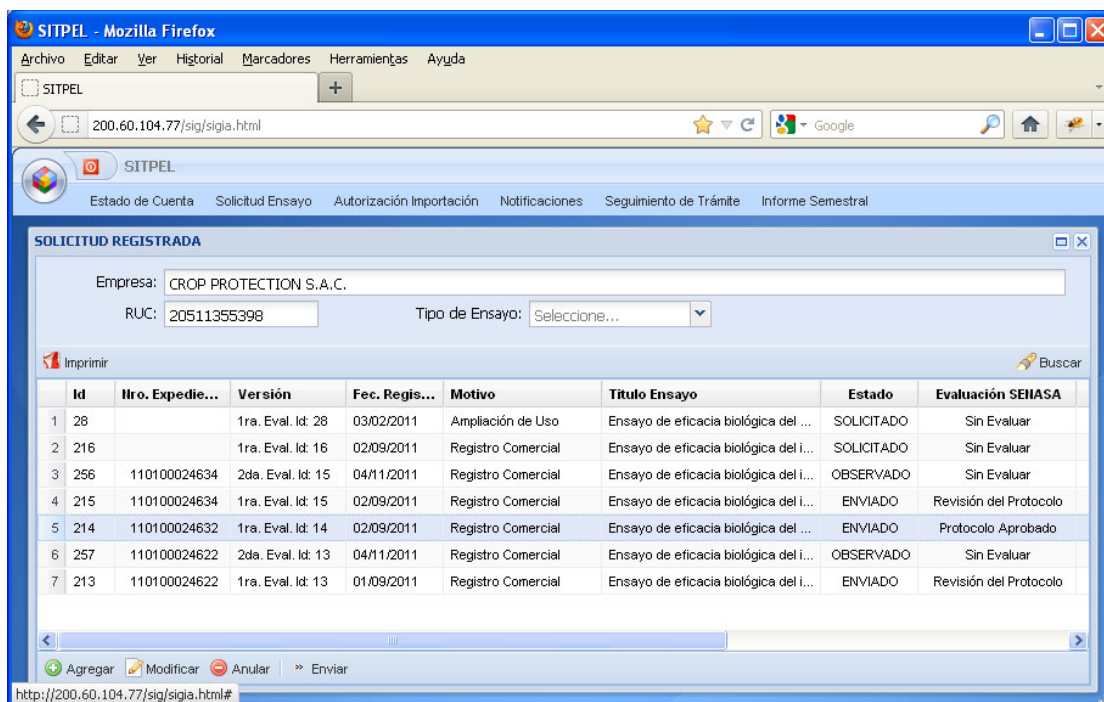 SITPEL - Mozilla Firefox
Archivo Editar Ver Historial Marcadores Herramientas Ayuda
SITPEL +
200.60.104.77/sig/sigia.html Google
SITPEL
Estado de Cuenta Solicitud Ensayo Autorización Importación Notificaciones Seguimiento de Trámite Informe Semestral
SOLICITUD REGISTRADA
Empresa: CROP PROTECTION S.A.C.
RUC: 20511355398 Tipo de Ensayo: Seleccione...
Imprimir Buscar
Id Nro. Expedie... Versión Fec. Regis... Motivo Titulo Ensayo Estado Evaluación SENASA
1 28 1ra. Eval. Id: 28 03/02/2011 Ampliación de Uso Ensayo de eficacia biológica del ... SOLICITADO Sin Evaluar
2 216 1ra. Eval. Id: 16 02/09/2011 Registro Comercial Ensayo de eficacia biológica del i... SOLICITADO Sin Evaluar
3 256 110100024634 2da. Eval. Id: 15 04/11/2011 Registro Comercial Ensayo de eficacia biológica del i... OBSERVADO Sin Evaluar
4 215 110100024634 1ra. Eval. Id: 15 02/09/2011 Registro Comercial Ensayo de eficacia biológica del i... ENVIADO Revisión del Protocolo
5 214 110100024632 1ra. Eval. Id: 14 02/09/2011 Registro Comercial Ensayo de eficacia biológica del ... ENVIADO Protocolo Aprobado
6 257 110100024622 2da. Eval. Id: 13 04/11/2011 Registro Comercial Ensayo de eficacia biológica del i... OBSERVADO Sin Evaluar
7 213 110100024622 1ra. Eval. Id: 13 01/09/2011 Registro Comercial Ensayo de eficacia biológica del i... ENVIADO Revisión del Protocolo
Agregar Modificar Anular » Enviar
http://200.60.104.77/sig/sigia.html#